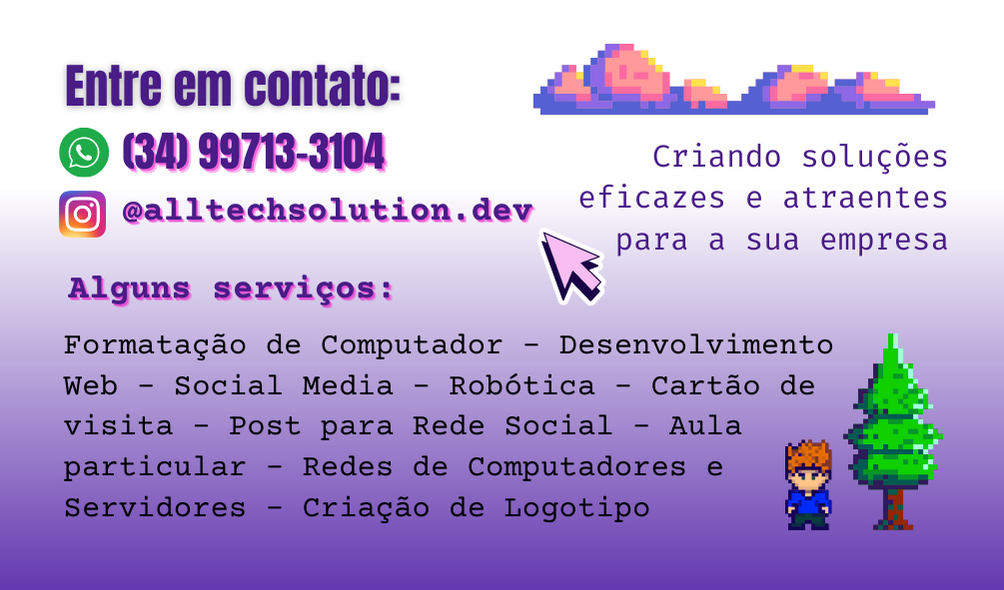 Entre em contato:
(34) 99713-3104
@alltechsolution.dev
Criando soluções
eficazes e atraentes
para a sua empresa
Alguns serviços:
Formatação de Computador - Desenvolvimento
Web - Social Media - Robótica - Cartão de
visita - Post para Rede Social - Aula
particular - Redes de Computadores e
Servidores - Criação de Logotipo